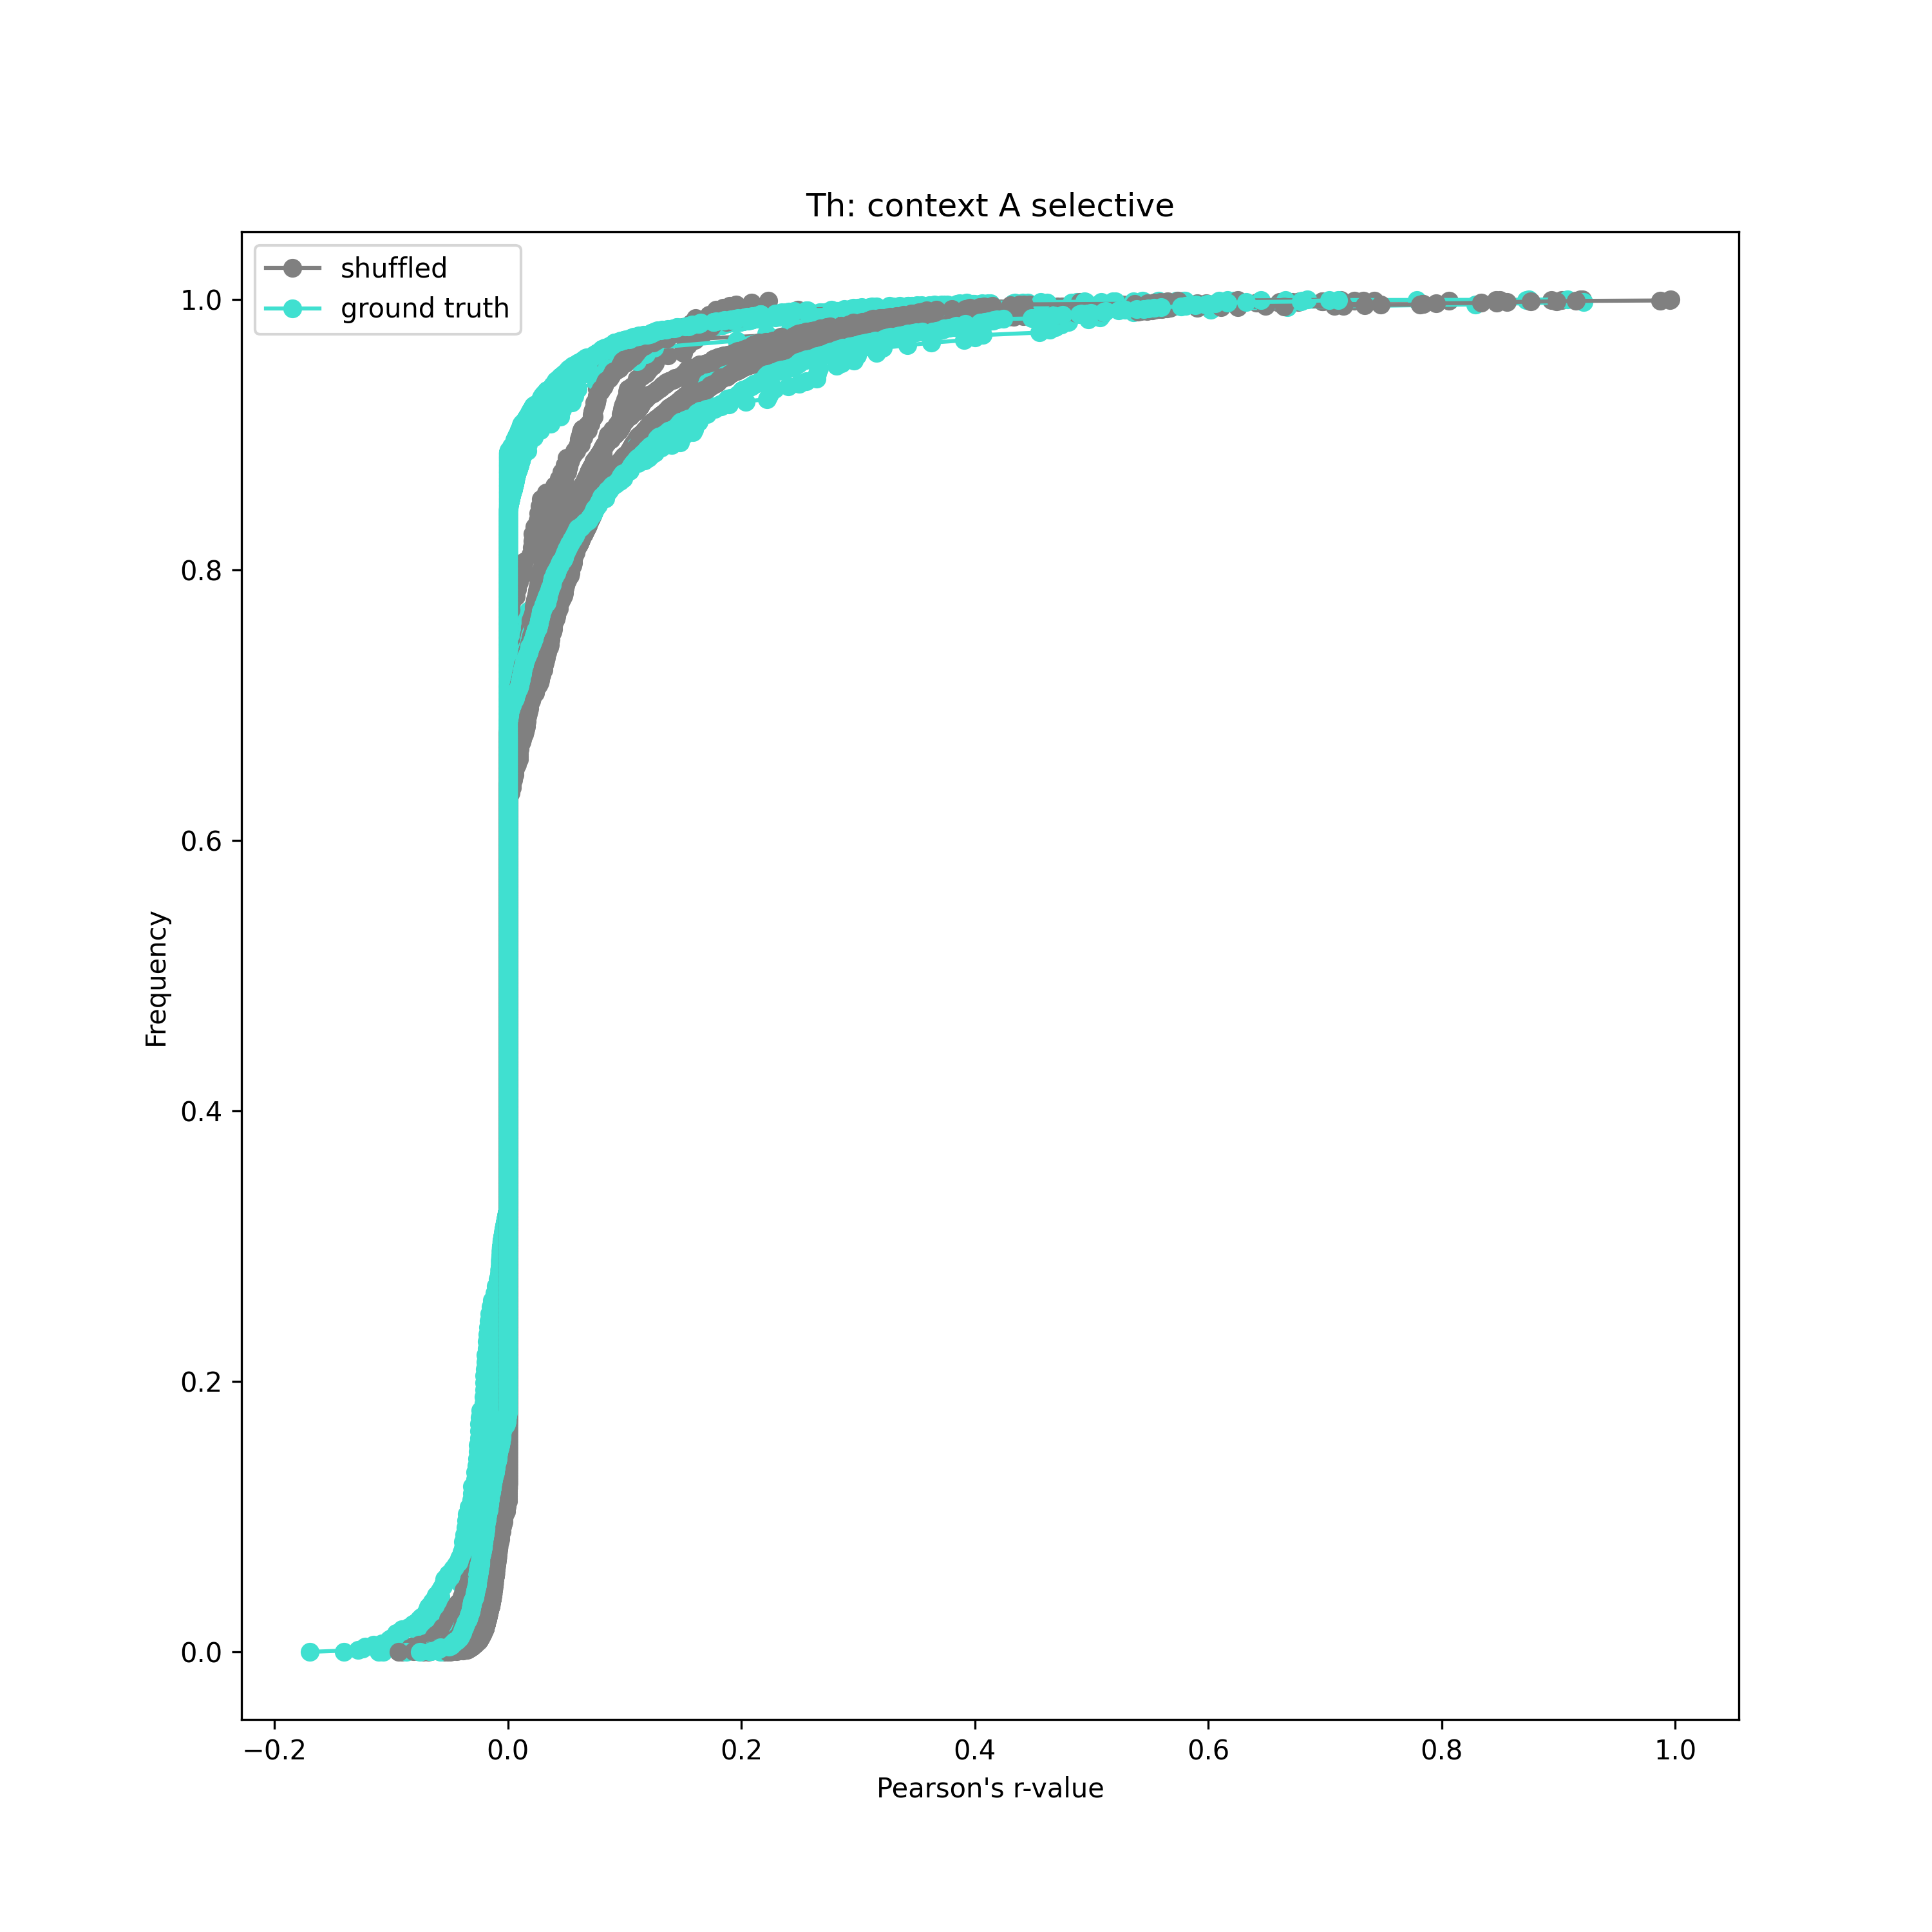 Th: context A selective
shuffled
ground truth
1.0
0.8
0.6
0.4
0.2
0.0
Frequency
−0.2 0.0 0.2 0.4 0.6 0.8 1.0
Pearson's r-value